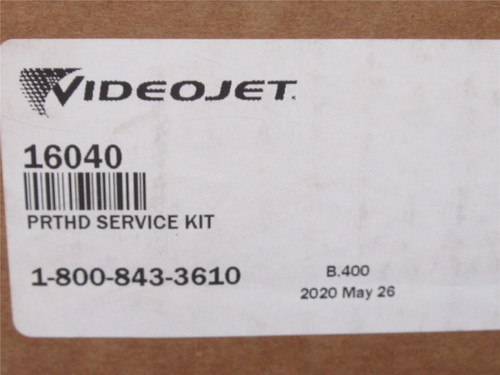 VIDEOJET.
16040
PRTHD SERVICE KIT
1-800-843-3610
B.400
2020 May 26